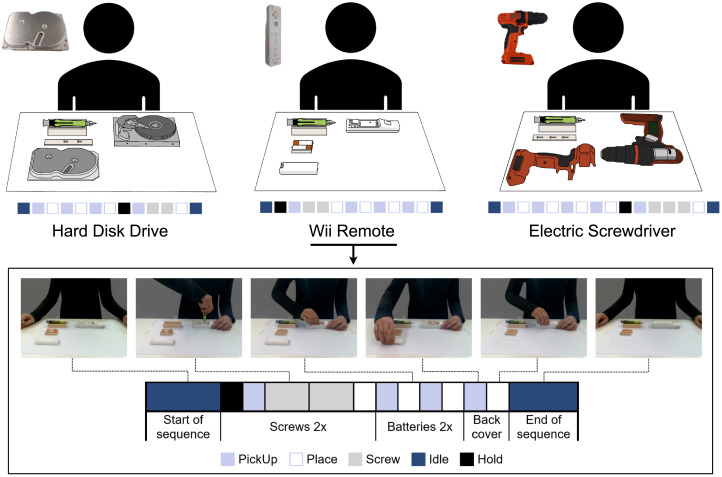 Hard Disk Drive
Wii Remote
Electric Screwdriver
Start of
sequence
Screws 2x
Batteries 2x
Back
cover
End of
sequence
PickUp
Place
Screw
Idle
Hold